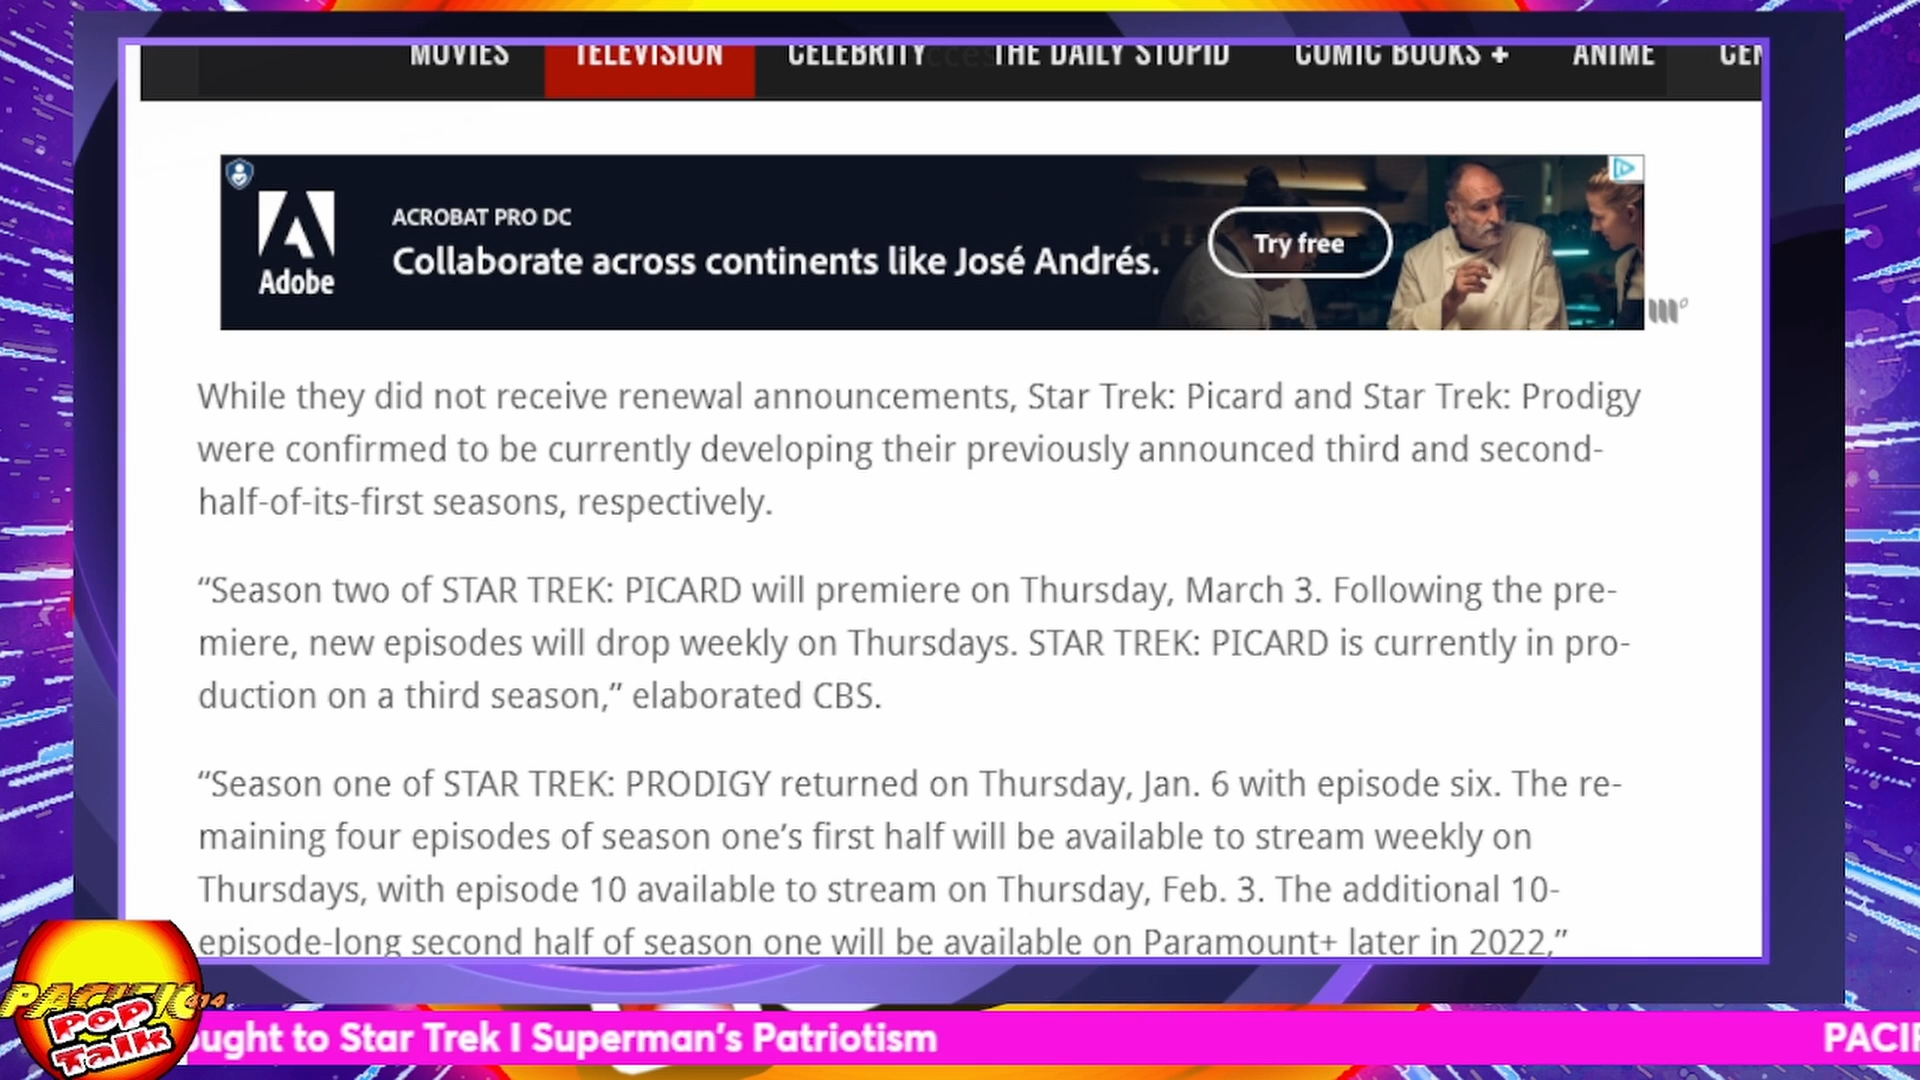 MOVIES TELEVISION CELEBRITY THE DAILY STUPID COMIC BOOKS + ANIME
ACROBAT PRO DC
Collaborate across continents like José Andrés.
Try free
Adobe
While they did not receive renewal announcements, Star Trek: Picard and Star Trek: Prodigy
were confirmed to be currently developing their previously announced third and second-
half-of-its-first seasons, respectively.
“Season two of STAR TREK: PICARD will premiere on Thursday, March 3. Following the pre-
miere, new episodes will drop weekly on Thursdays. STAR TREK: PICARD is currently in pro-
duction on a third season,” elaborated CBS.
“Season one of STAR TREK: PRODIGY returned on Thursday, Jan. 6 with episode six. The re-
maining four episodes of season one’s first half will be available to stream weekly on
Thursdays, with episode 10 available to stream on Thursday, Feb. 3. The additional 10-
episode-long second half of season one will be available on Paramount+ later in 2022,”
PACIFIC 414
POP
Talk
ought to Star Trek I Superman’s Patriotism
PACIF